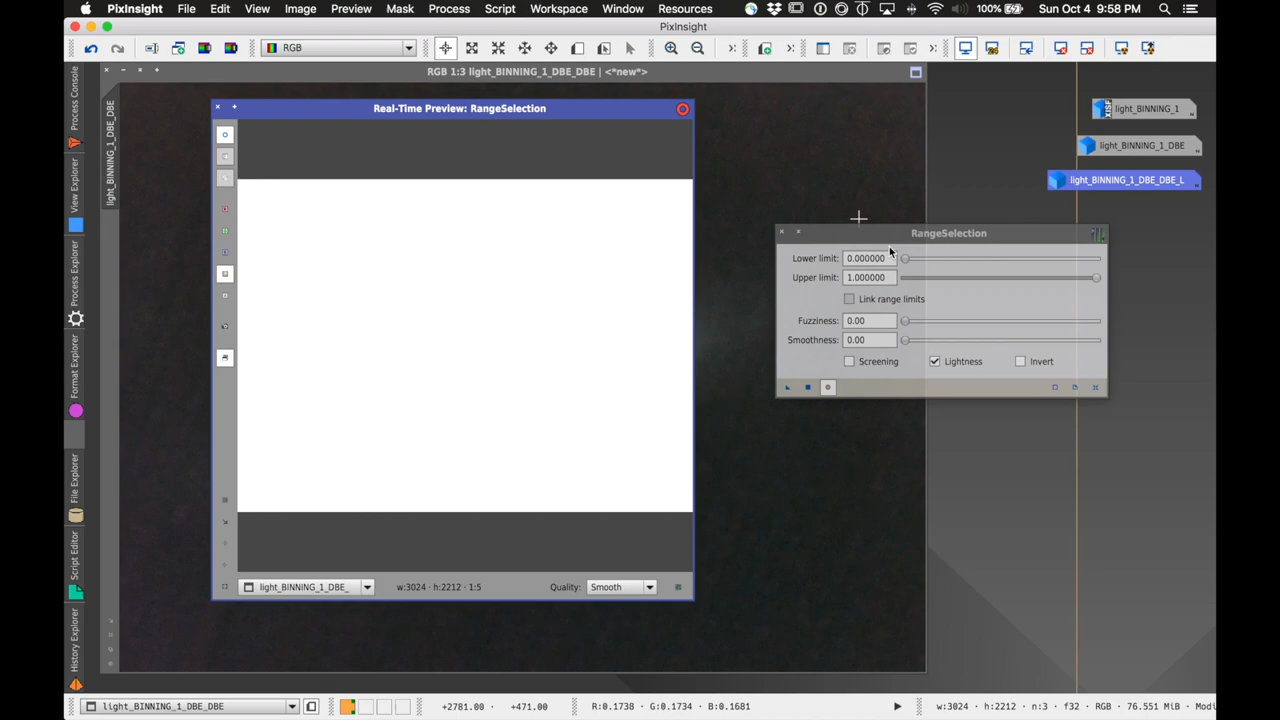 PixInsight File Edit View Image Preview Mask Process Script Workspace Window Resources 100% Sun Oct 4 9:58 PM
PixInsight
RGB
RGB 1:3 light_BINNING_1_DBE_DBE | <*new*>
Process Console
View Explorer
Process Explorer
Format Explorer
File Explorer
Script Editor
History Explorer
light_BINNING_1_DBE_DBE
Real-Time Preview: RangeSelection
light_BINNING_1_DBE_
w:3024 · h:2212 · 1:5
Quality: Smooth
light_BINNING_1
light_BINNING_1_DBE
light_BINNING_1_DBE_DBE_L
RangeSelection
Lower limit: 0.000000
Upper limit: 1.000000
Link range limits
Fuzziness: 0.00
Smoothness: 0.00
Screening Lightness Invert
light_BINNING_1_DBE_DBE
+2781.00 · +471.00
R:0.1738 · G:0.1734 · B:0.1681
w:3024 · h:2212 · n:3 · f32 · RGB · 76.551 MiB · Modi